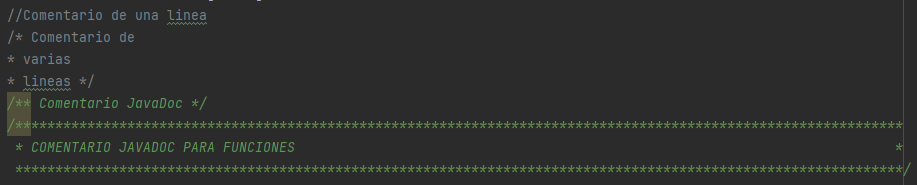 //Comentario de una linea
/* Comentario de
* varias
* lineas */
/** Comentario JavaDoc */
/***************************************************************************************************************
 * COMENTARIO JAVADOC PARA FUNCIONES                                                                           *
 ***************************************************************************************************************/